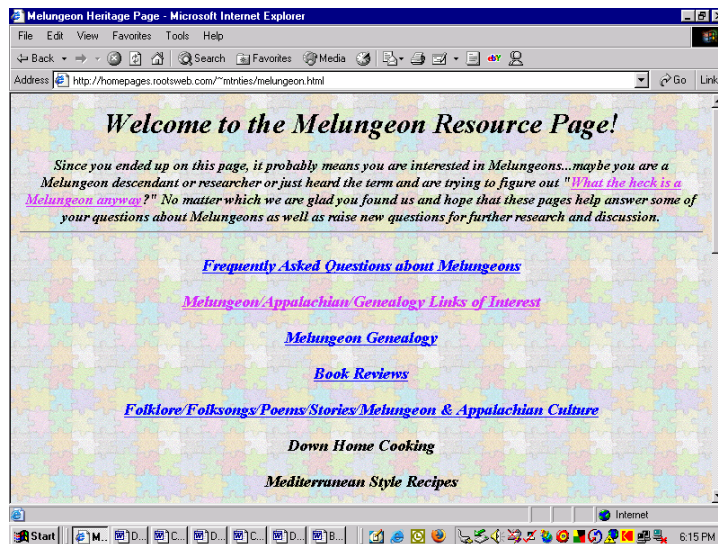 Melungeon Heritage Page - Microsoft Internet Explorer
File Edit View Favorites Tools Help
Back Search Favorites Media
Address http://homepages.rootsweb.com/~mtnties/melungeon.html Go Link
Welcome to the Melungeon Resource Page!
Since you ended up on this page, it probably means you are interested in Melungeons...maybe you are a
Melungeon descendant or researcher or just heard the term and are trying to figure out "What the heck is a
Melungeon anyway?" No matter which we are glad you found us and hope that these pages help answer some of
your questions about Melungeons as well as raise new questions for further research and discussion.
Frequently Asked Questions about Melungeons
Melungeon/Appalachian/Genealogy Links of Interest
Melungeon Genealogy
Book Reviews
Folklore/Folksongs/Poems/Stories/Melungeon & Appalachian Culture
Down Home Cooking
Mediterranean Style Recipes
Internet
Start M... D... C... D... C... D... B... 6:15 PM